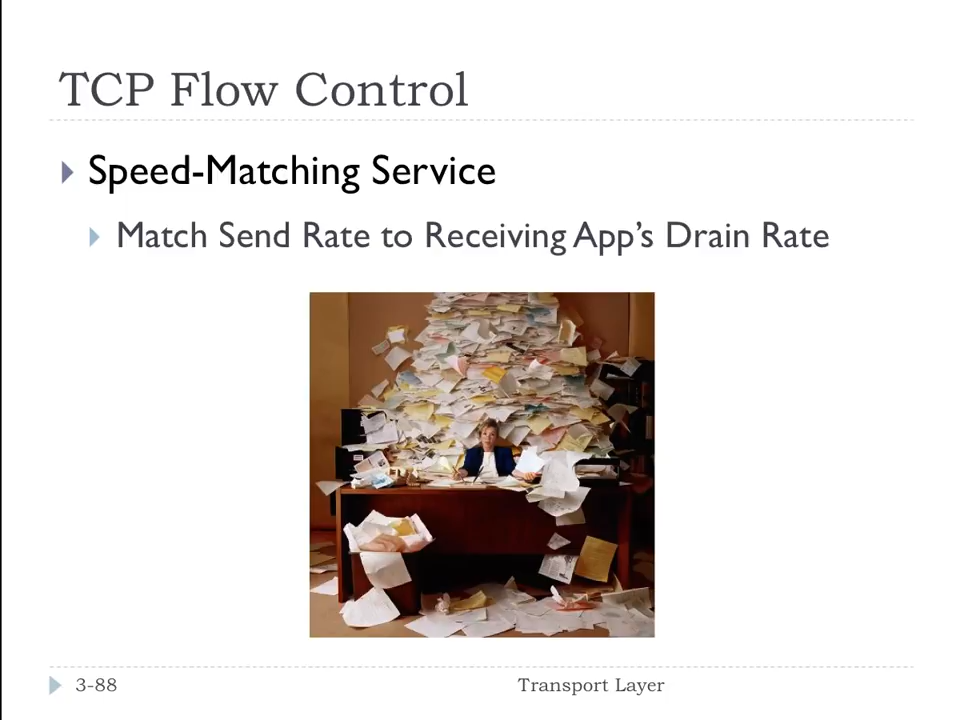 TCP Flow Control
Speed-Matching Service
Match Send Rate to Receiving App’s Drain Rate
3-88
Transport Layer